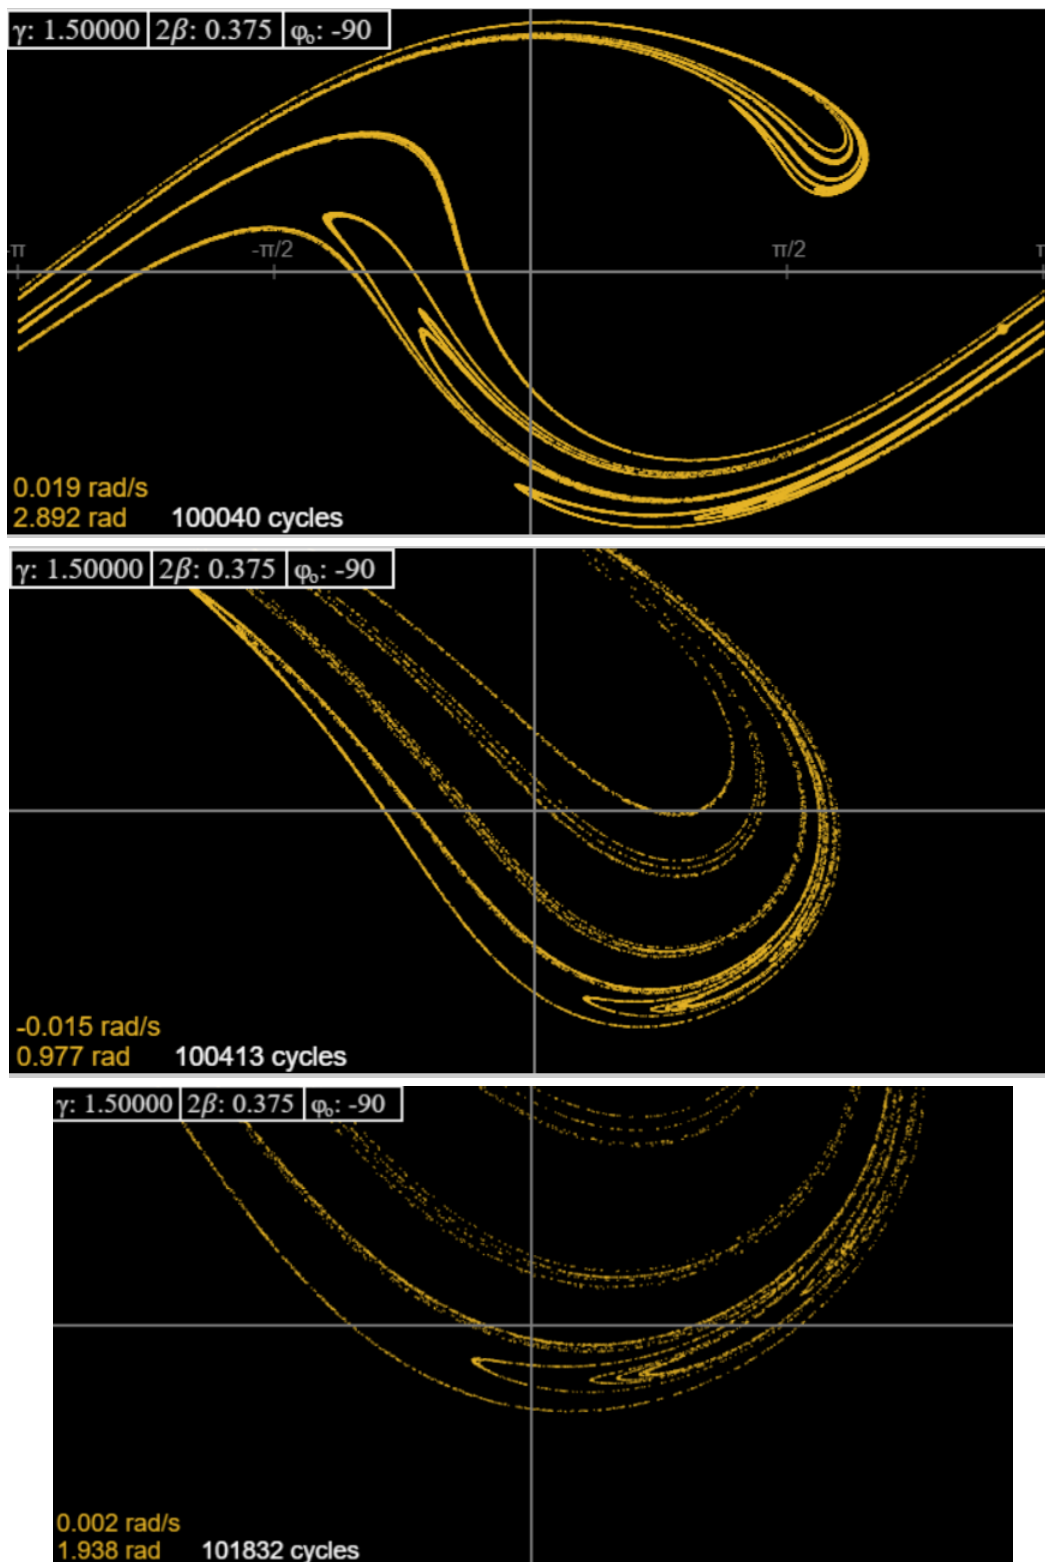 γ: 1.50000 2β: 0.375 φ₀: -90
-π -π/2 π/2 π
0.019 rad/s
2.892 rad 100040 cycles
γ: 1.50000 2β: 0.375 φ₀: -90
-0.015 rad/s
0.977 rad 100413 cycles
γ: 1.50000 2β: 0.375 φ₀: -90
0.002 rad/s
1.938 rad 101832 cycles